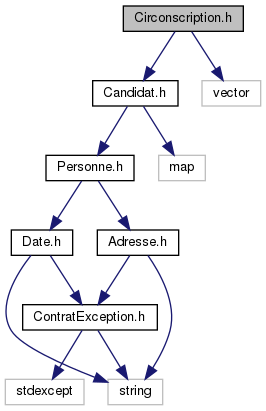 Circonscription.h
Candidat.h
vector
Personne.h
map
Date.h
Adresse.h
ContratException.h
stdexcept
string